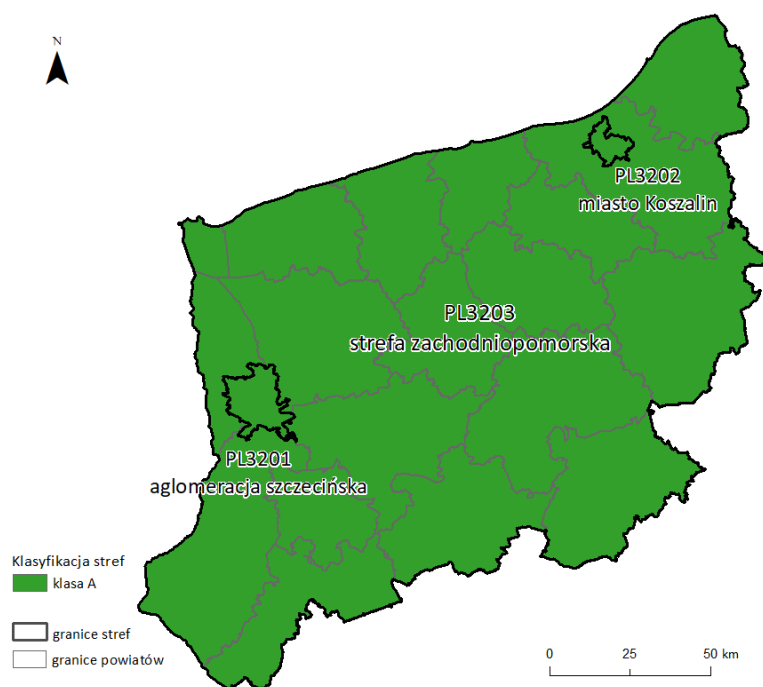 N
PL3202
miasto Koszalin
PL3203
strefa zachodniopomorska
PL3201
aglomeracja szczecińska
Klasyfikacja stref
klasa A
granice stref
granice powiatów
0 25 50 km